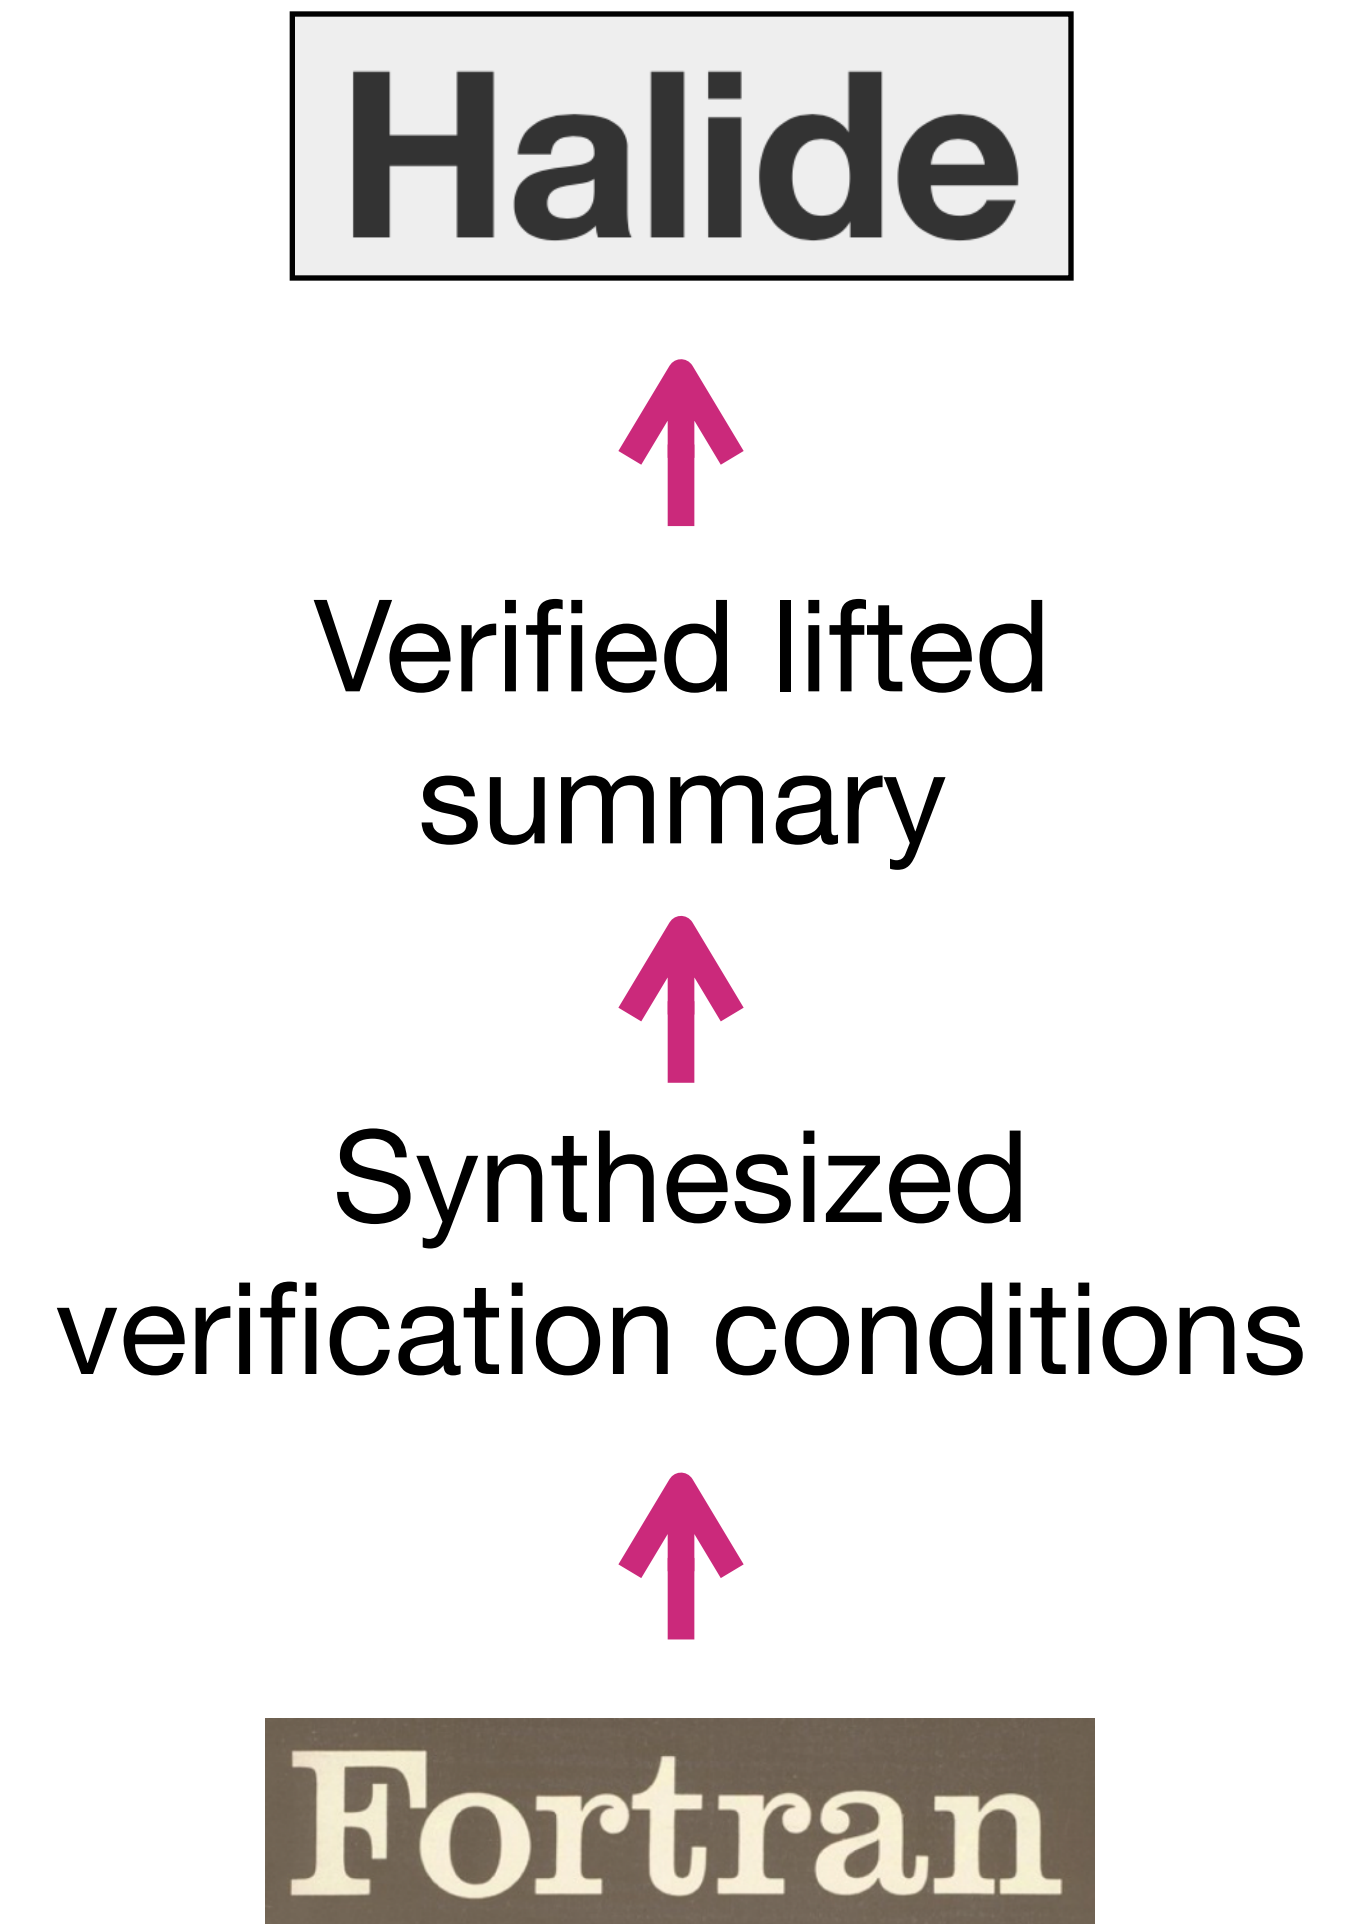 Halide
Verified lifted
summary
Synthesized
verification conditions
Fortran